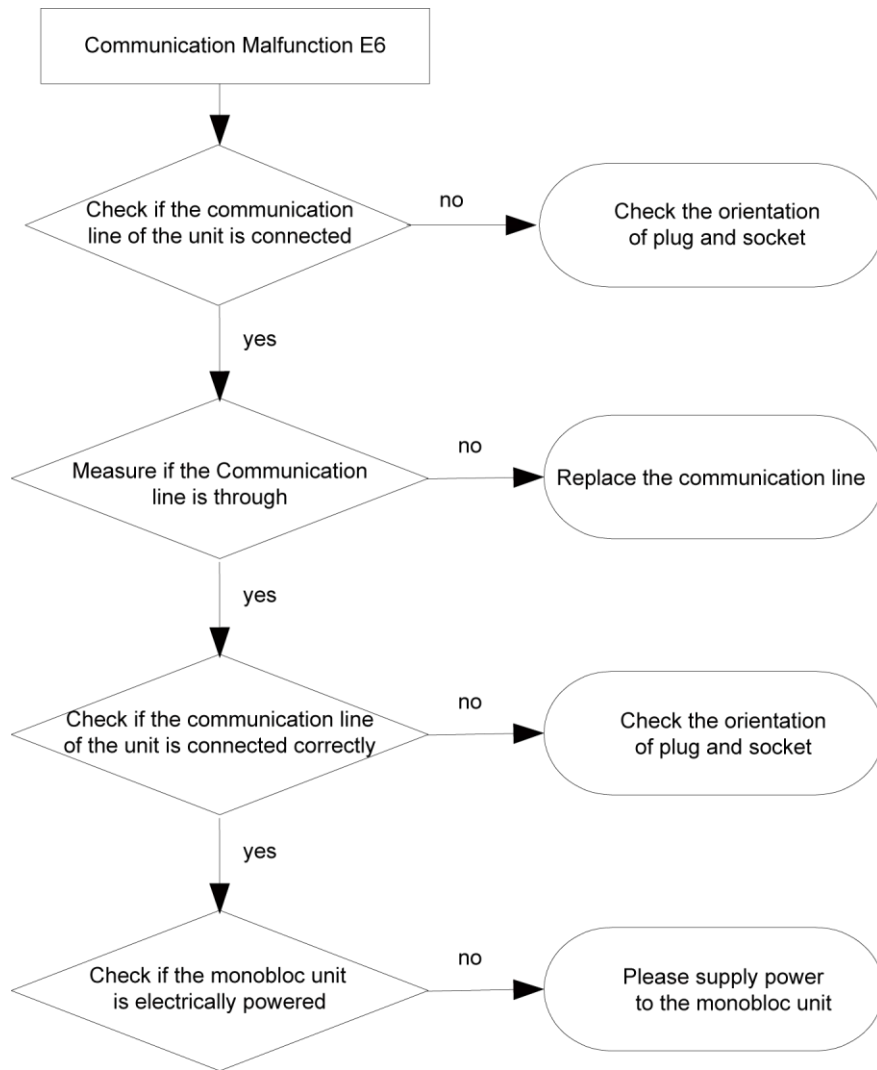 Communication Malfunction E6
Check if the communication
line of the unit is connected
no
Check the orientation
of plug and socket
yes
Measure if the Communication
line is through
no
Replace the communication line
yes
Check if the communication line
of the unit is connected correctly
no
Check the orientation
of plug and socket
yes
Check if the monobloc unit
is electrically powered
no
Please supply power
to the monobloc unit